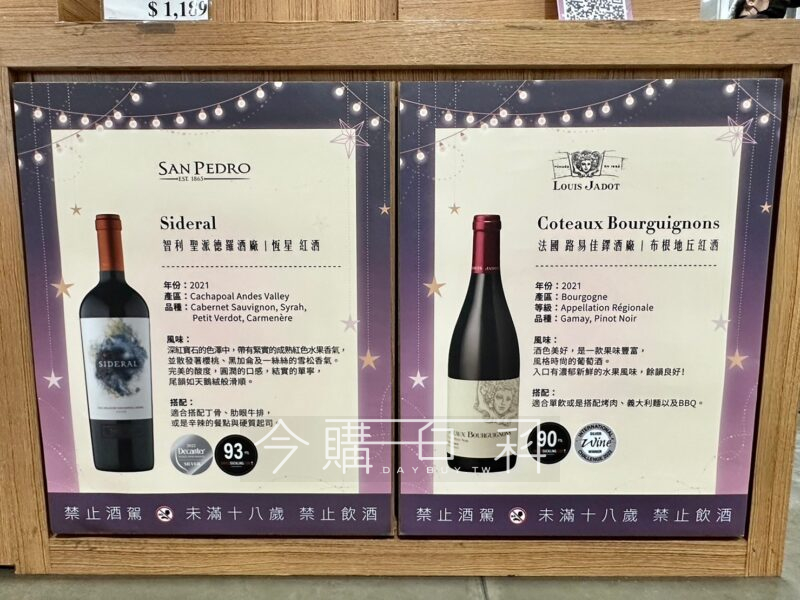 $ 1,189
SAN PEDRO
EST. 1865
Sideral
智利 聖派德羅酒廠 | 恆星 紅酒
年份：2021
產區：Cachapoal Andes Valley
品種：Cabernet Sauvignon, Syrah,
Petit Verdot, Carmenère
風味：
深紅寶石的色澤中，帶有緊實的成熟紅色水果香氣，
並散發著櫻桃、黑加侖及一絲絲的雪松香氣。
完美的酸度，圓潤的口感，結實的單寧，
尾韻如天鵝絨般滑順。
搭配：
適合搭配丁骨、肋眼牛排，
或是辛辣的餐點與硬質起司。
SIDERAL
2022
Decanter
SILVER
93
禁止酒駕
未滿十八歲 禁止飲酒
LOUIS JADOT
Coteaux Bourguignons
法國 路易佳鐸酒廠 | 布根地丘紅酒
年份：2021
產區：Bourgogne
等級：Appellation Régionale
品種：Gamay, Pinot Noir
風味：
酒色美好，是一款果味豐富，
風格時尚的葡萄酒。
入口有濃郁新鮮的水果風味，餘韻良好！
搭配：
適合單飲或是搭配烤肉、義大利麵以及BBQ。
LOUIS JADOT
COTEAUX BOURGUIGNONS
90
INTERNATIONAL
SILVER
Wine
WINNER
CHALLENGE
禁止酒駕
未滿十八歲 禁止飲酒
今購百科
DAYBUY.TW